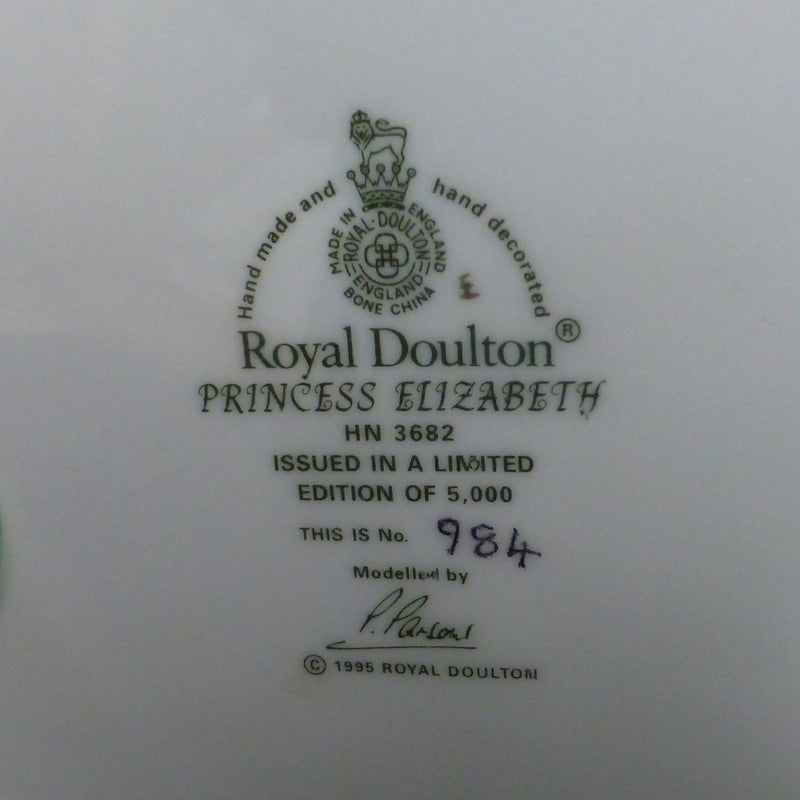 Hand made and hand decorated
MADE IN ENGLAND
ROYAL·DOULTON
ENGLAND
BONE CHINA
E
Royal Doulton®
PRINCESS ELIZABETH
HN 3682
ISSUED IN A LIMITED
EDITION OF 5,000
THIS IS No. 984
Modelled by
P. Parsons
© 1995 ROYAL DOULTON